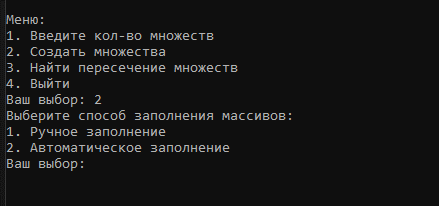 Меню:
1. Введите кол-во множеств
2. Создать множества
3. Найти пересечение множеств
4. Выйти
Ваш выбор: 2
Выберите способ заполнения массивов:
1. Ручное заполнение
2. Автоматическое заполнение
Ваш выбор: